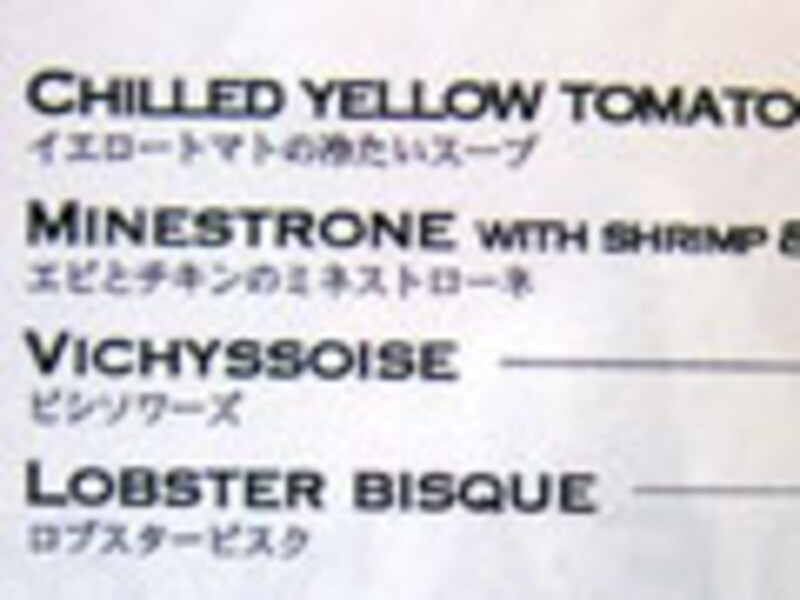 CHILLED YELLOW TOMATO
イエロートマトの冷たいスープ
MINESTRONE WITH SHRIMP &
エビとチキンのミネストローネ
VICHYSSOISE
ビシソワーズ
LOBSTER BISQUE
ロブスタービスク